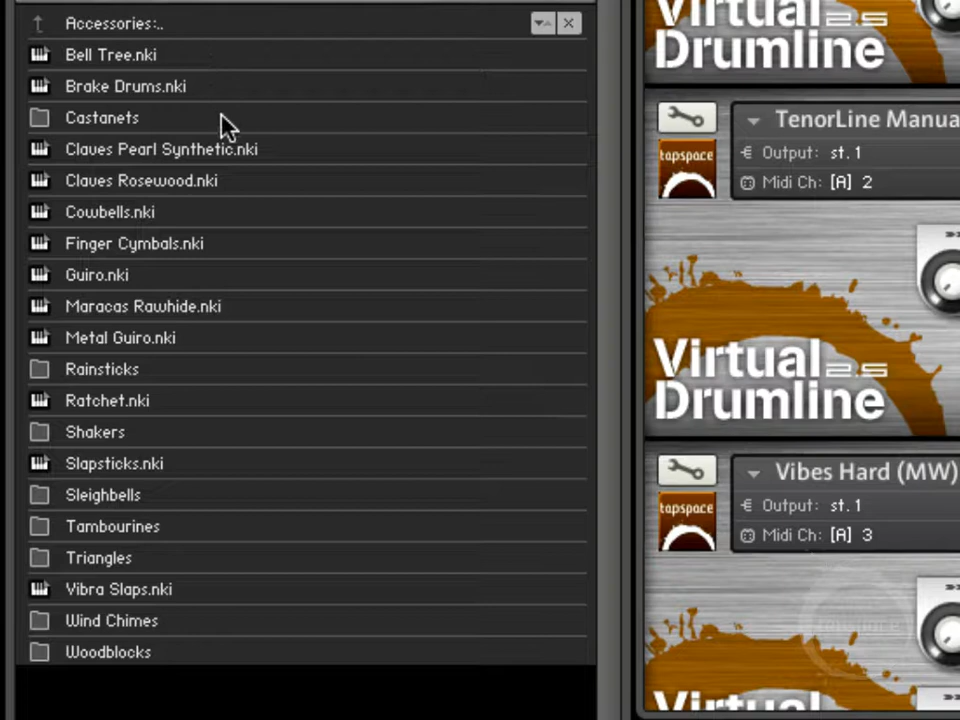 Accessories:..
Bell Tree.nki
Brake Drums.nki
Castanets
Claves Pearl Synthetic.nki
Claves Rosewood.nki
Cowbells.nki
Finger Cymbals.nki
Guiro.nki
Maracas Rawhide.nki
Metal Guiro.nki
Rainsticks
Ratchet.nki
Shakers
Slapsticks.nki
Sleighbells
Tambourines
Triangles
Vibra Slaps.nki
Wind Chimes
Woodblocks
Virtual 2.5
Drumline
TenorLine Manua
tapspace
Output: st.1
Midi Ch: [A] 2
Virtual 2.5
Drumline
Vibes Hard (MW)
tapspace
Output: st.1
Midi Ch: [A] 3
Virtual 2.5